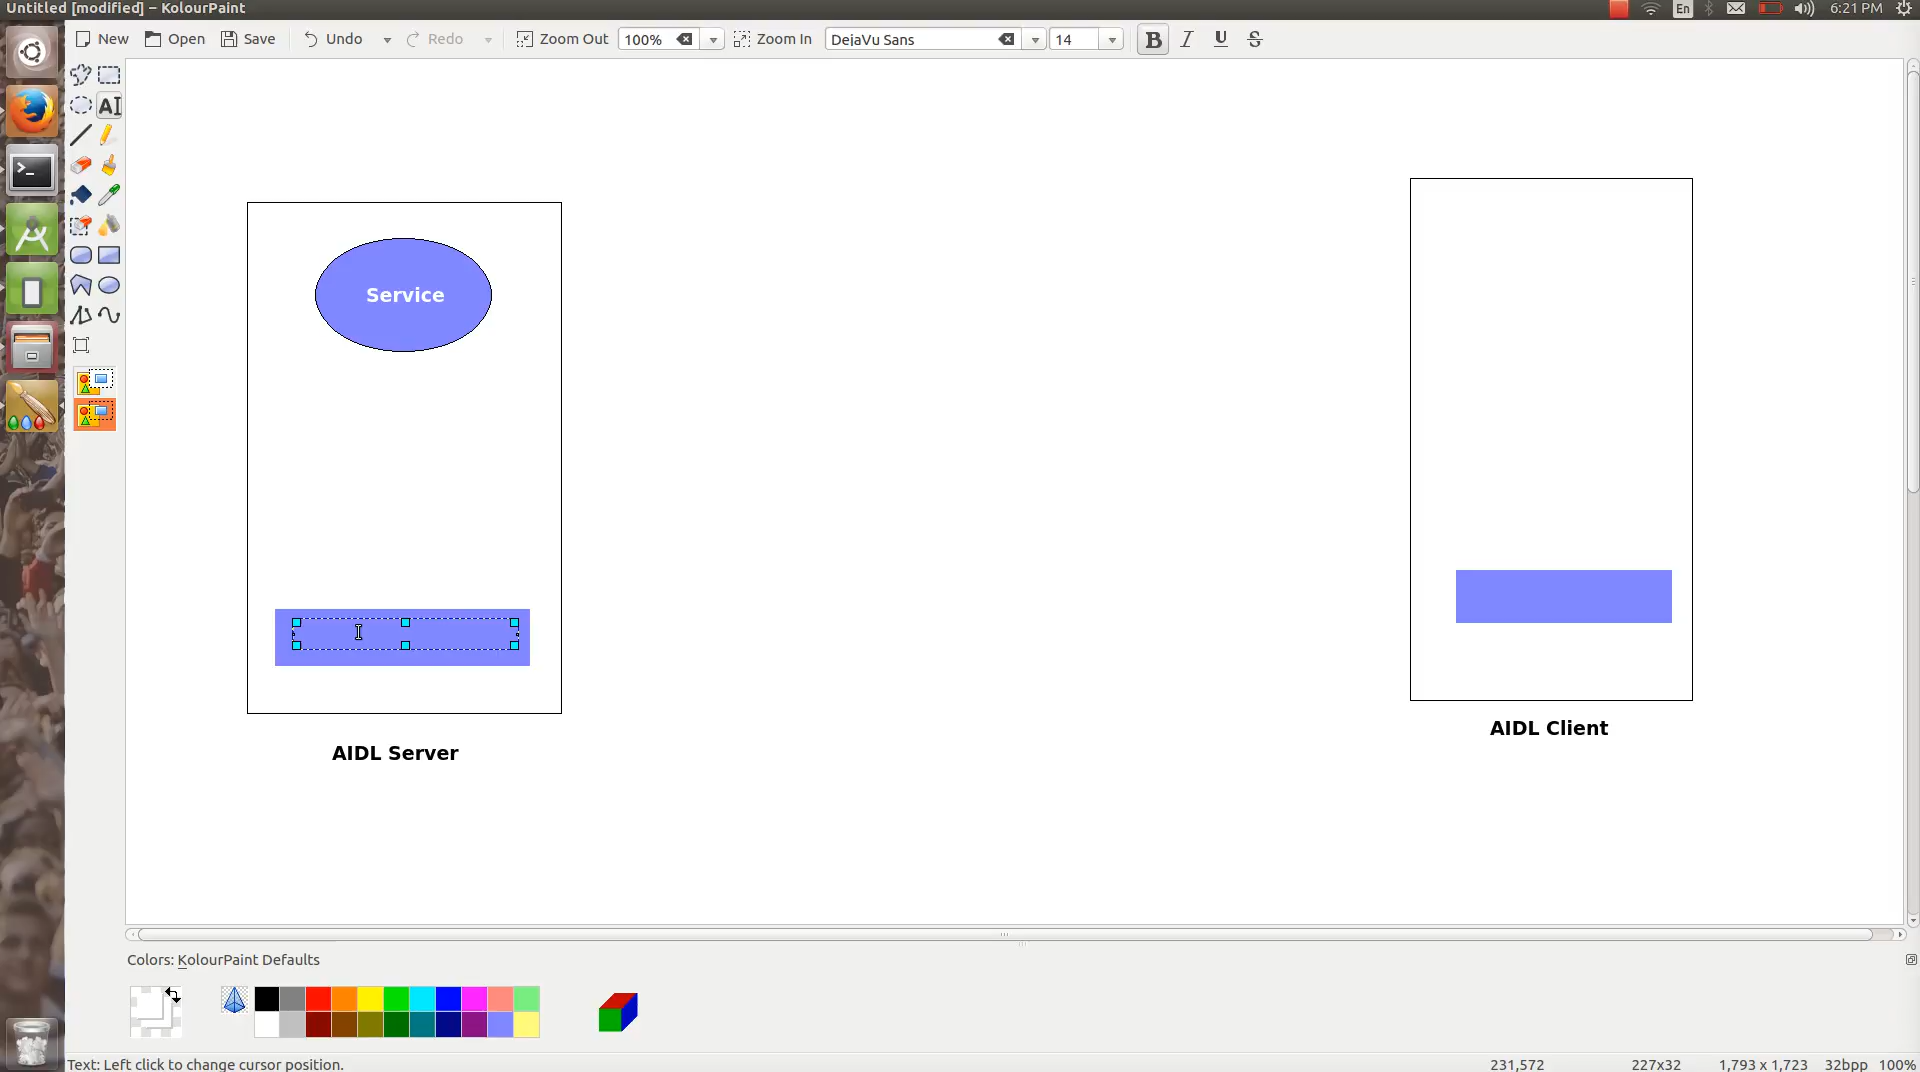 Untitled [modified] – KolourPaint
En
6:21 PM
New
Open
Save
Undo
Redo
Zoom Out
100%
Zoom In
DejaVu Sans
14
B
I
U
S
AI
Service
AIDL Server
AIDL Client
Colors: KolourPaint Defaults
Text: Left click to change cursor position.
231,572
227x32
1,793 x 1,723
32bpp
100%